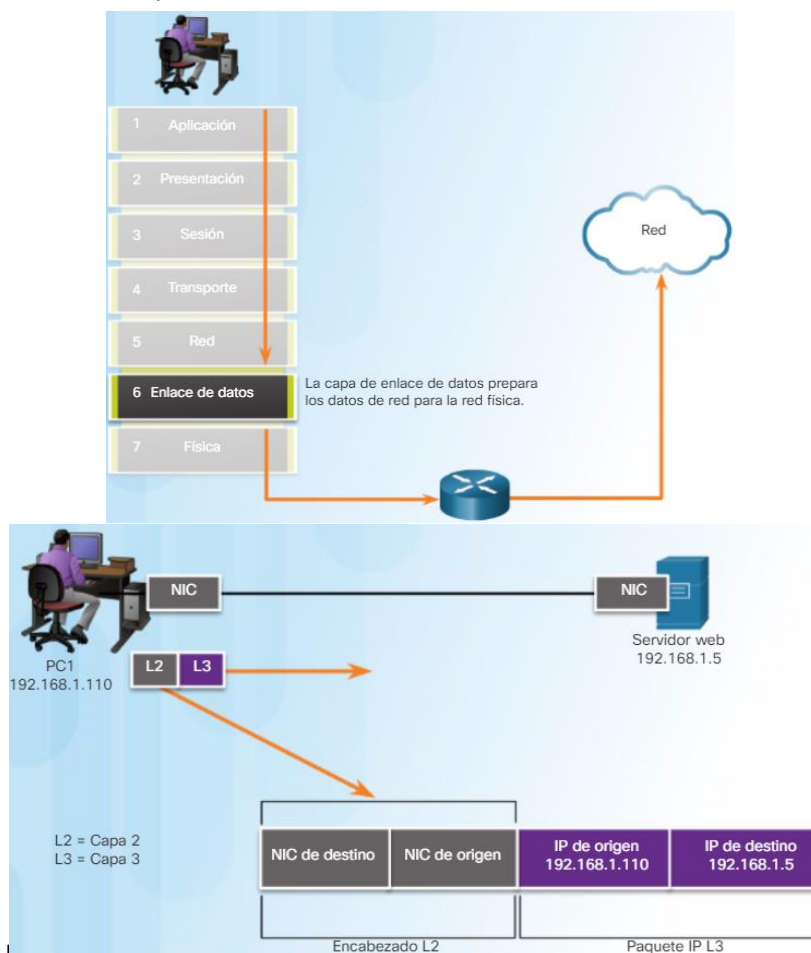 1 Aplicación
2 Presentación
3 Sesión
4 Transporte
5 Red
6 Enlace de datos
7 Física
La capa de enlace de datos prepara
los datos de red para la red física.
Red
NIC
NIC
PC1
192.168.1.110
L2 L3
Servidor web
192.168.1.5
L2 = Capa 2
L3 = Capa 3
NIC de destino
NIC de origen
IP de origen
192.168.1.110
IP de destino
192.168.1.5
Encabezado L2
Paquete IP L3